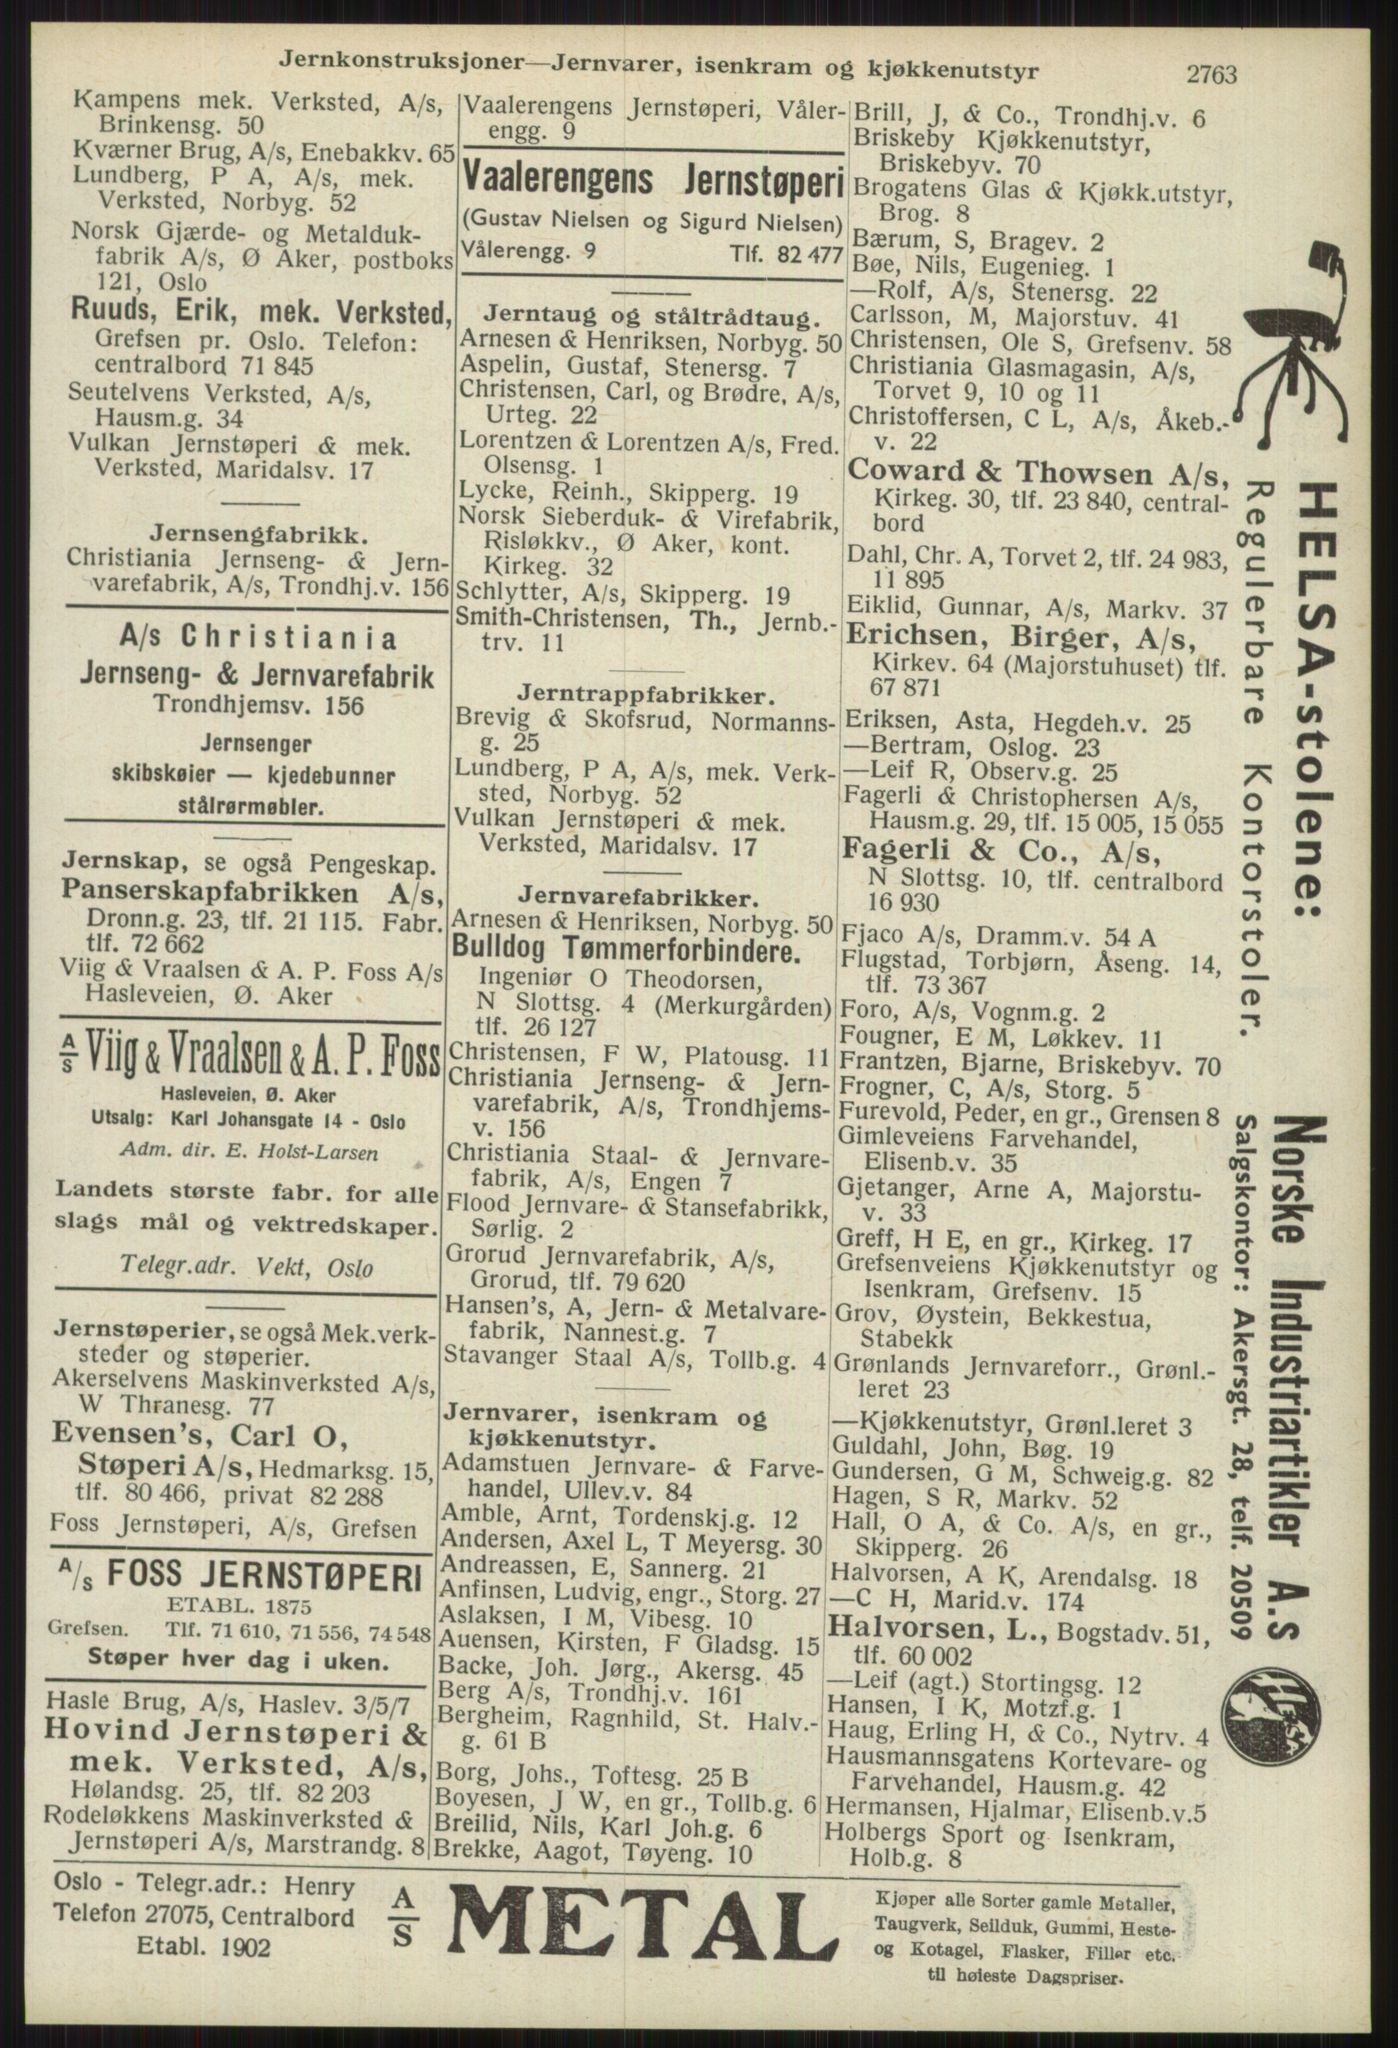 Jernkonstruksjoner—Jernvarer, isenkram og kjøkkenutstyr
2763
Kampens mek. Verksted, A/s,
Brinkensg. 50
Kværner Brug, A/s, Enebakkv. 65
Lundberg, P A, A/s, mek.
Verksted, Norbyg. 52
Norsk Gjærde- og Metalduk-
fabrik A/s, Ø Aker, postboks
121, Oslo
Ruuds, Erik, mek. Verksted,
Grefsen pr. Oslo. Telefon:
centralbord 71 845
Seutelvens Verksted, A/s,
Hausm.g. 34
Vulkan Jernstøperi & mek.
Verksted, Maridalsv. 17
Jernsengfabrikk.
Christiania Jernseng- & Jern-
varefabrik, A/s, Trondhj.v. 156
A/s Christiania
Jernseng- & Jernvarefabrik
Trondhjemsv. 156
Jernsenger
skibskøier — kjedebunner
stålrørmøbler.
Jernskap, se også Pengeskap.
Panserskapfabrikken A/s,
Dronn.g. 23, tlf. 21 115. Fabr.
tlf. 72 662
Viig & Vraalsen & A. P. Foss A/s
Hasleveien, Ø. Aker
A/s Viig & Vraalsen & A. P. Foss
Hasleveien, Ø. Aker
Utsalg: Karl Johansgate 14 - Oslo
Adm. dir. E. Holst-Larsen
Landets største fabr. for alle
slags mål og vektredskaper.
Telegr.adr. Vekt, Oslo
Jernstøperier, se også Mek.verk-
steder og støperier.
Akerselvens Maskinverksted A/s,
W Thranesg. 77
Evensen's, Carl O,
Støperi A/s, Hedmarksg. 15,
tlf. 80 466, privat 82 288
Foss Jernstøperi, A/s, Grefsen
A/s FOSS JERNSTØPERI
ETABL. 1875
Grefsen. Tlf. 71 610, 71 556, 74 548
Støper hver dag i uken.
Hasle Brug, A/s, Haslev. 3/5/7
Hovind Jernstøperi &
mek. Verksted, A/s,
Hølandsg. 25, tlf. 82 203
Rodeløkkens Maskinverksted &
Jernstøperi A/s, Marstrandg. 8
Vaalerengens Jernstøperi, Våler-
engg. 9
Vaalerengens Jernstøperi
(Gustav Nielsen og Sigurd Nielsen)
Vålerengg. 9 Tlf. 82 477
Jerntaug og ståltrådtaug.
Arnesen & Henriksen, Norbyg. 50
Aspelin, Gustaf, Stenersg. 7
Christensen, Carl, og Brødre, A/s,
Urteg. 22
Lorentzen & Lorentzen A/s, Fred.
Olsensg. 1
Lycke, Reinh., Skipperg. 19
Norsk Sieberduk- & Virefabrik,
Risløkkv., Ø Aker, kont.
Kirkeg. 32
Schlytter, A/s, Skipperg. 19
Smith-Christensen, Th., Jernb.-
trv. 11
Jerntrappfabrikker.
Brevig & Skofsrud, Normanns-
g. 25
Lundberg, P A, A/s, mek. Verk-
sted, Norbyg. 52
Vulkan Jernstøperi & mek.
Verksted, Maridalsv. 17
Jernvarefabrikker.
Arnesen & Henriksen, Norbyg. 50
Bulldog Tømmerforbindere.
Ingeniør O Theodorsen,
N Slottsg. 4 (Merkurgården)
tlf. 26 127
Christensen, F W, Platousg. 11
Christiania Jernseng- & Jern-
varefabrik, A/s, Trondhjems-
v. 156
Christiania Staal- & Jernvare-
fabrik, A/s, Engen 7
Flood Jernvare- & Stansefabrikk,
Sørlig. 2
Grorud Jernvarefabrik, A/s,
Grorud, tlf. 79 620
Hansen's, A, Jern- & Metalvare-
fabrik, Nannest.g. 7
Stavanger Staal A/s, Tollb.g. 4
Jernvarer, isenkram og
kjøkkenutstyr.
Adamstuen Jernvare- & Farve-
handel, Ullev.v. 84
Amble, Arnt, Tordenskj.g. 12
Andersen, Axel L, T Meyersg. 30
Andreassen, E, Sannerg. 21
Anfinsen, Ludvig, engr., Storg. 27
Aslaksen, I M, Vibesg. 10
Auensen, Kirsten, F Gladsg. 15
Backe, Joh. Jørg., Akersg. 45
Berg A/s, Trondhj.v. 161
Bergheim, Ragnhild, St. Halv.-
g. 61 B
Borg, Johs., Toftesg. 25 B
Boyesen, J W, en gr., Tollb.g. 6
Breilid, Nils, Karl Joh.g. 6
Brekke, Aagot, Tøyeng. 10
Brill, J, & Co., Trondhj.v. 6
Briskeby Kjøkkenutstyr,
Briskebyv. 70
Brogatens Glas & Kjøkk.utstyr,
Brog. 8
Bærum, S, Bragev. 2
Bøe, Nils, Eugenieg. 1
—Rolf, A/s, Stenersg. 22
Carlsson, M, Majorstuv. 41
Christensen, Ole S, Grefsenv. 58
Christiania Glasmagasin, A/s,
Torvet 9, 10 og 11
Christoffersen, C L, A/s, Åkeb.-
v. 22
Coward & Thowsen A/s,
Kirkeg. 30, tlf. 23 840, central-
bord
Dahl, Chr. A, Torvet 2, tlf. 24 983,
11 895
Eiklid, Gunnar, A/s, Markv. 37
Erichsen, Birger, A/s,
Kirkev. 64 (Majorstuhuset) tlf.
67 871
Eriksen, Asta, Hegdeh.v. 25
—Bertram, Oslog. 23
—Leif R, Observ.g. 25
Fagerli & Christophersen A/s,
Hausm.g. 29, tlf. 15 005, 15 055
Fagerli & Co., A/s,
N Slottsg. 10, tlf. centralbord
16 930
Fjaco A/s, Dramm.v. 54 A
Flugstad, Torbjørn, Åseng. 14,
tlf. 73 367
Foro, A/s, Vognm.g. 2
Fougner, E M, Løkkev. 11
Frantzen, Bjarne, Briskebyv. 70
Frogner, C, A/s, Storg. 5
Furevold, Peder, en gr., Grensen 8
Gimleveiens Farvehandel,
Elisenb.v. 35
Gjetanger, Arne A, Majorstu-
v. 33
Greff, H E, en gr., Kirkeg. 17
Grefsenveiens Kjøkkenutstyr og
Isenkram, Grefsenv. 15
Grov, Øystein, Bekkestua,
Stabekk
Grønlands Jernvareforr., Grønl.-
leret 23
—Kjøkkenutstyr, Grønl.leret 3
Guldahl, John, Bøg. 19
Gundersen, G M, Schweig.g. 82
Hagen, S R, Markv. 52
Hall, O A, & Co. A/s, en gr.,
Skipperg. 26
Halvorsen, A K, Arendalsg. 18
—C H, Marid.v. 174
Halvorsen, L., Bogstadv. 51,
tlf. 60 002
—Leif (agt.) Stortingsg. 12
Hansen, I K, Motzf.g. 1
Haug, Erling H, & Co., Nytrv. 4
Hausmannsgatens Kortevare- og
Farvehandel, Hausm.g. 42
Hermansen, Hjalmar, Elisenb.v.5
Holbergs Sport og Isenkram,
Holb.g. 8
HELSA-stolene:
Regulerbare Kontorstoler.
Norske Industriartikler A.s
Salgskontor: Akersgt. 28, telf. 20509
Oslo - Telegr.adr.: Henry
Telefon 27075, Centralbord
Etabl. 1902
A/S METAL
Kjøper alle Sorter gamle Metaller,
Taugverk, Seilduk, Gummi, Heste-
og Kotagel, Flasker, Filler etc.
til høieste Dagspriser.